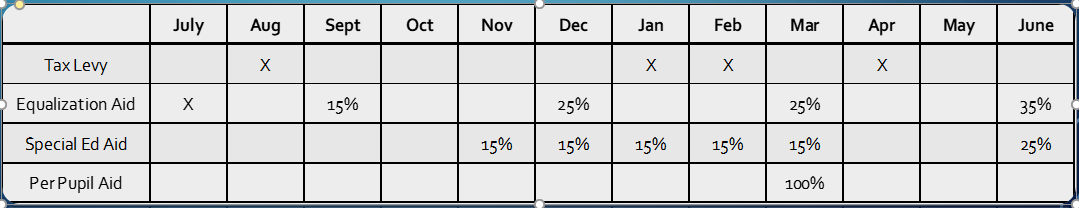 July Aug Sept Oct Nov Dec Jan Feb Mar Apr May June
Tax Levy X X X X
Equalization Aid X 15% 25% 25% 35%
Special Ed Aid 15% 15% 15% 15% 15% 25%
Per Pupil Aid 100%